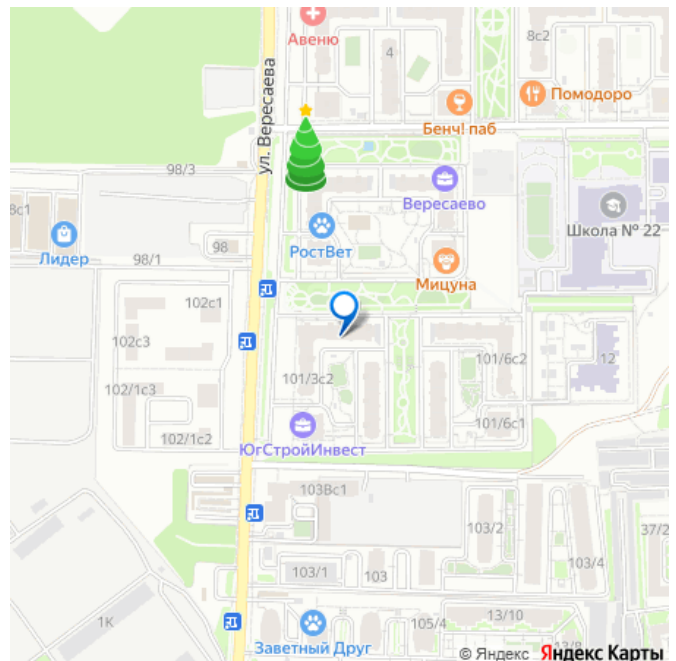 Авеню
4
8с2
Помодоро
Бенч! паб
ул. Вересаева
98/3
Вересаево
Школа № 22
8с1
98
РостВет
Лидер
98/1
Мицуна
102с1
102с3
101/6с2
12
101/3с2
102/1с3
101/6с1
102/1с2
ЮгСтройИнвест
103Вс1
103/2
37/2
103/4
103/1
103
1К
13/10
105/4
Заветный Друг
13/8
© Яндекс Яндекс Карты